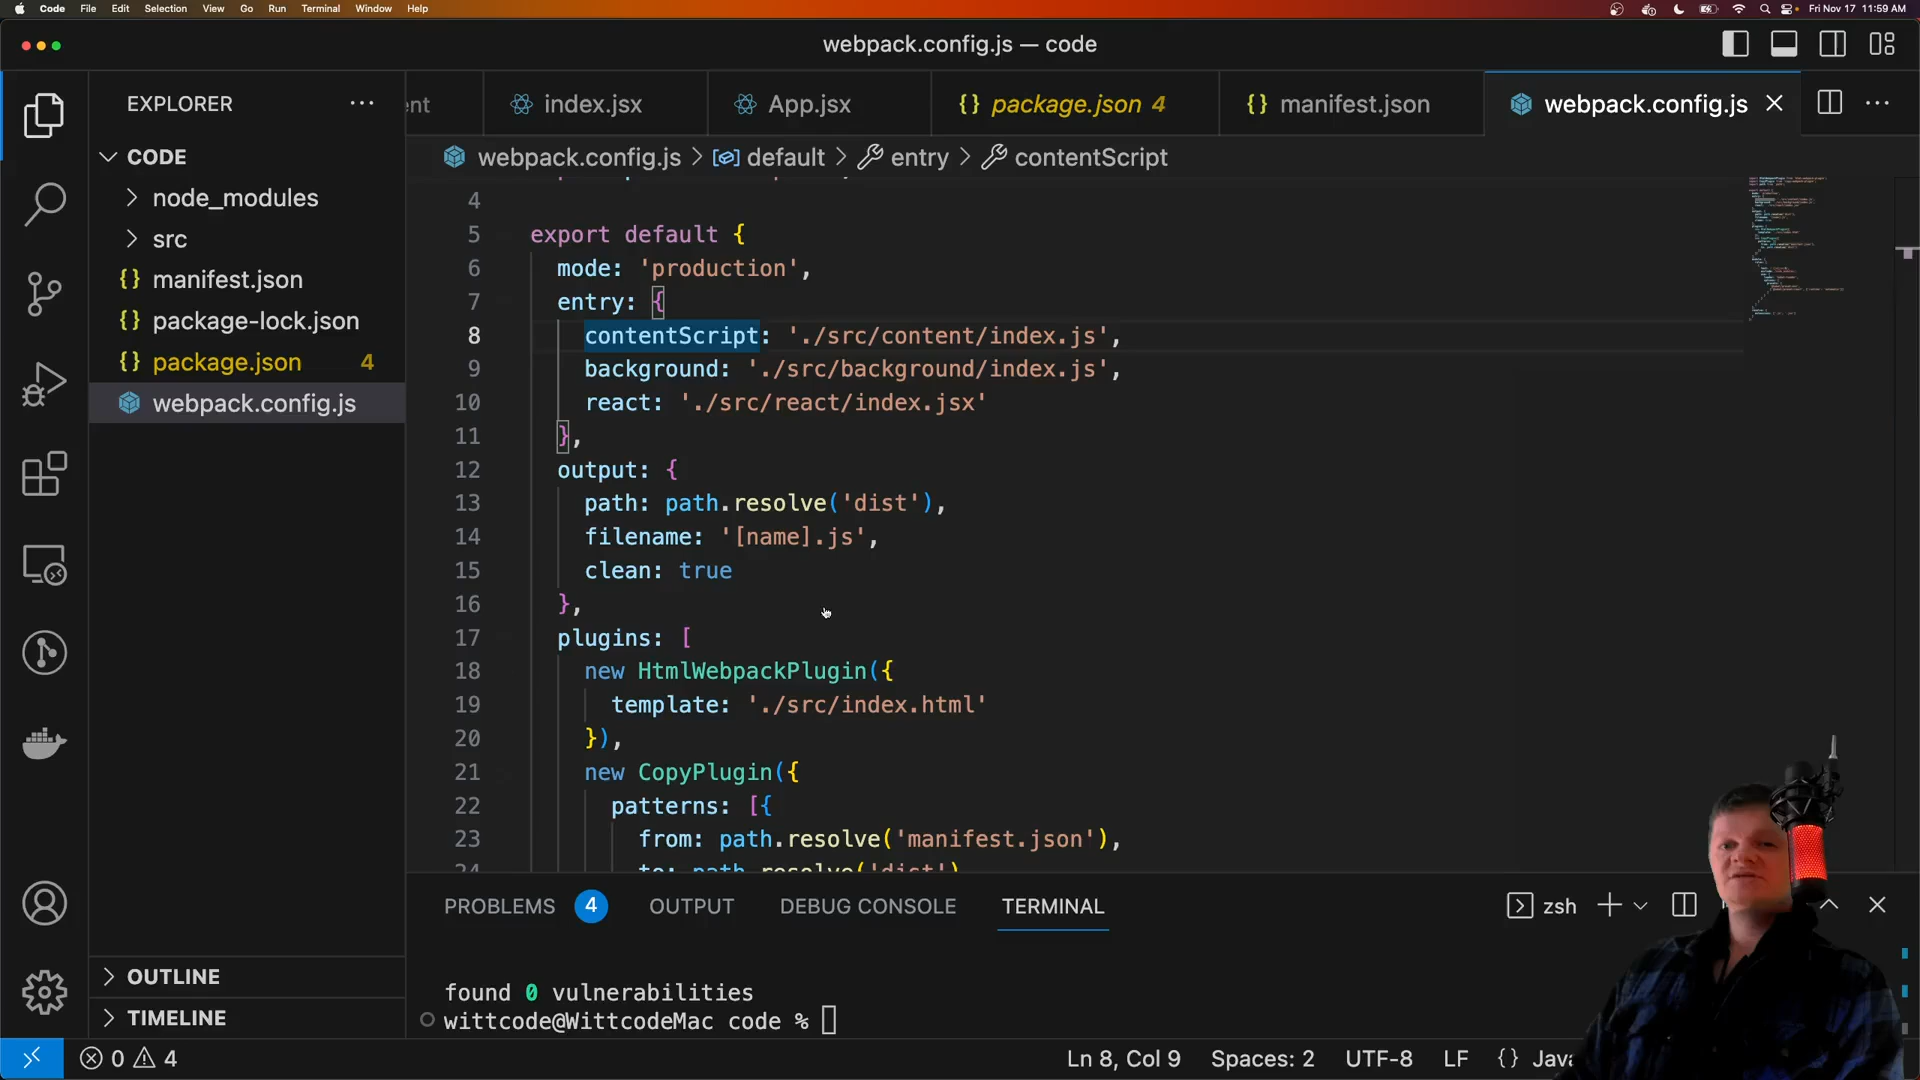 Code File Edit Selection View Go Run Terminal Window Help
Fri Nov 17 11:59 AM
webpack.config.js — code
EXPLORER
CODE
node_modules
src
{} manifest.json
{} package-lock.json
{} package.json 4
webpack.config.js
OUTLINE
TIMELINE
nt
index.jsx
App.jsx
{} package.json 4
{} manifest.json
webpack.config.js
webpack.config.js > default > entry > contentScript
4
5 export default {
6 mode: 'production',
7 entry: {
8 contentScript: './src/content/index.js',
9 background: './src/background/index.js',
10 react: './src/react/index.jsx'
11 },
12 output: {
13 path: path.resolve('dist'),
14 filename: '[name].js',
15 clean: true
16 },
17 plugins: [
18 new HtmlWebpackPlugin({
19 template: './src/index.html'
20 }),
21 new CopyPlugin({
22 patterns: [{
23 from: path.resolve('manifest.json'),
24 to: path.resolve('dist')
PROBLEMS 4 OUTPUT DEBUG CONSOLE TERMINAL
zsh
found 0 vulnerabilities
wittcode@WittcodeMac code %
0 4
Ln 8, Col 9 Spaces: 2 UTF-8 LF {} Java